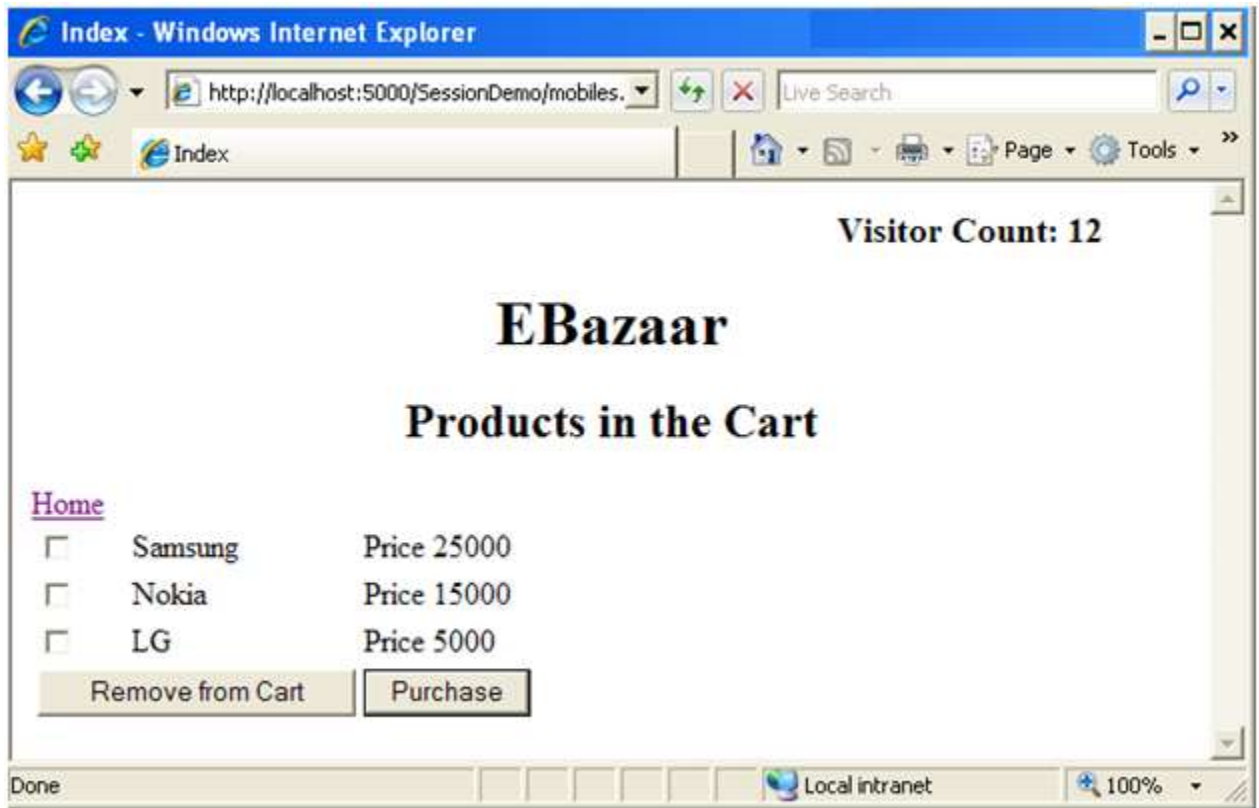 Index - Windows Internet Explorer
http://localhost:5000/SessionDemo/mobiles.
Live Search
Index
Page
Tools
»
Visitor Count: 12
EBazaar
Products in the Cart
Home
Samsung Price 25000
Nokia Price 15000
LG Price 5000
Remove from Cart Purchase
Done Local intranet 100%